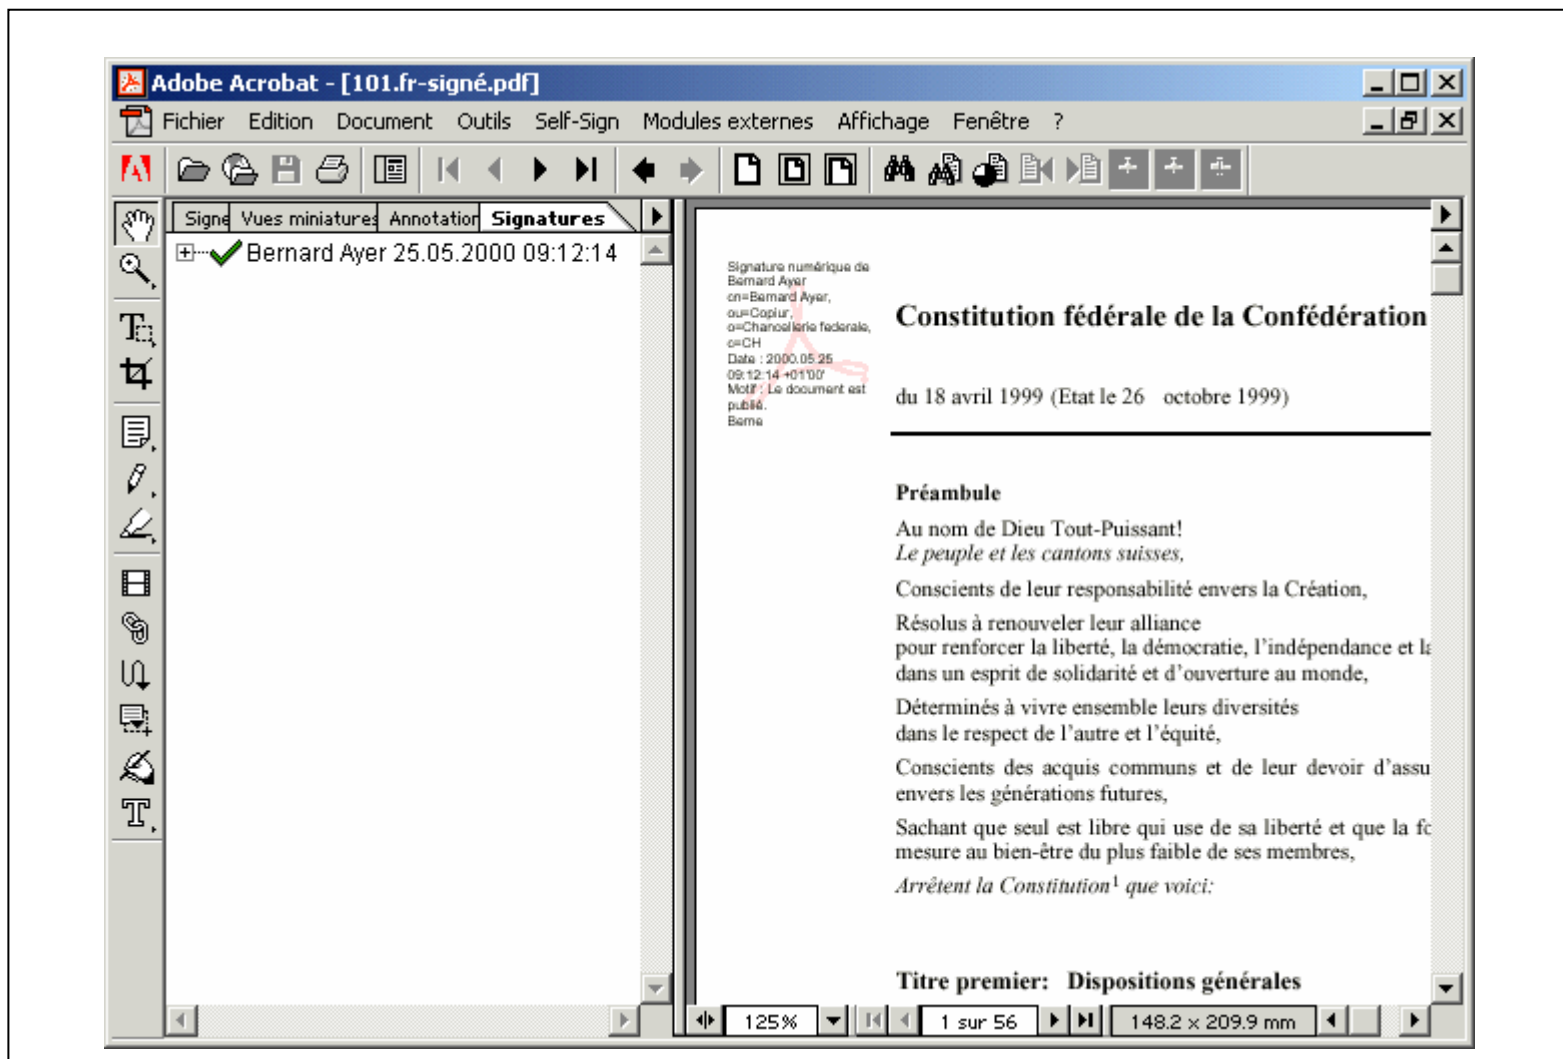 Adobe Acrobat - [101.fr-signé.pdf]
Fichier Edition Document Outils Self-Sign Modules externes Affichage Fenêtre ?
Signe Vues miniatures Annotation Signatures
Bernard Ayer 25.05.2000 09:12:14
Signature numérique de
Bernard Ayer
cn=Bernard Ayer,
ou=Copiur,
o=Chancellerie federale,
c=CH
Date : 2000.05.25
09:12:14 +01'00'
Motif : Le document est
publié.
Berne
Constitution fédérale de la Confédération
du 18 avril 1999 (Etat le 26 octobre 1999)
Préambule
Au nom de Dieu Tout-Puissant!
Le peuple et les cantons suisses,
Conscients de leur responsabilité envers la Création,
Résolus à renouveler leur alliance
pour renforcer la liberté, la démocratie, l'indépendance et la
dans un esprit de solidarité et d'ouverture au monde,
Déterminés à vivre ensemble leurs diversités
dans le respect de l'autre et l'équité,
Conscients des acquis communs et de leur devoir d'assu
envers les générations futures,
Sachant que seul est libre qui use de sa liberté et que la fo
mesure au bien-être du plus faible de ses membres,
Arrêtent la Constitution¹ que voici:
Titre premier: Dispositions générales
125% 1 sur 56 148.2 x 209.9 mm